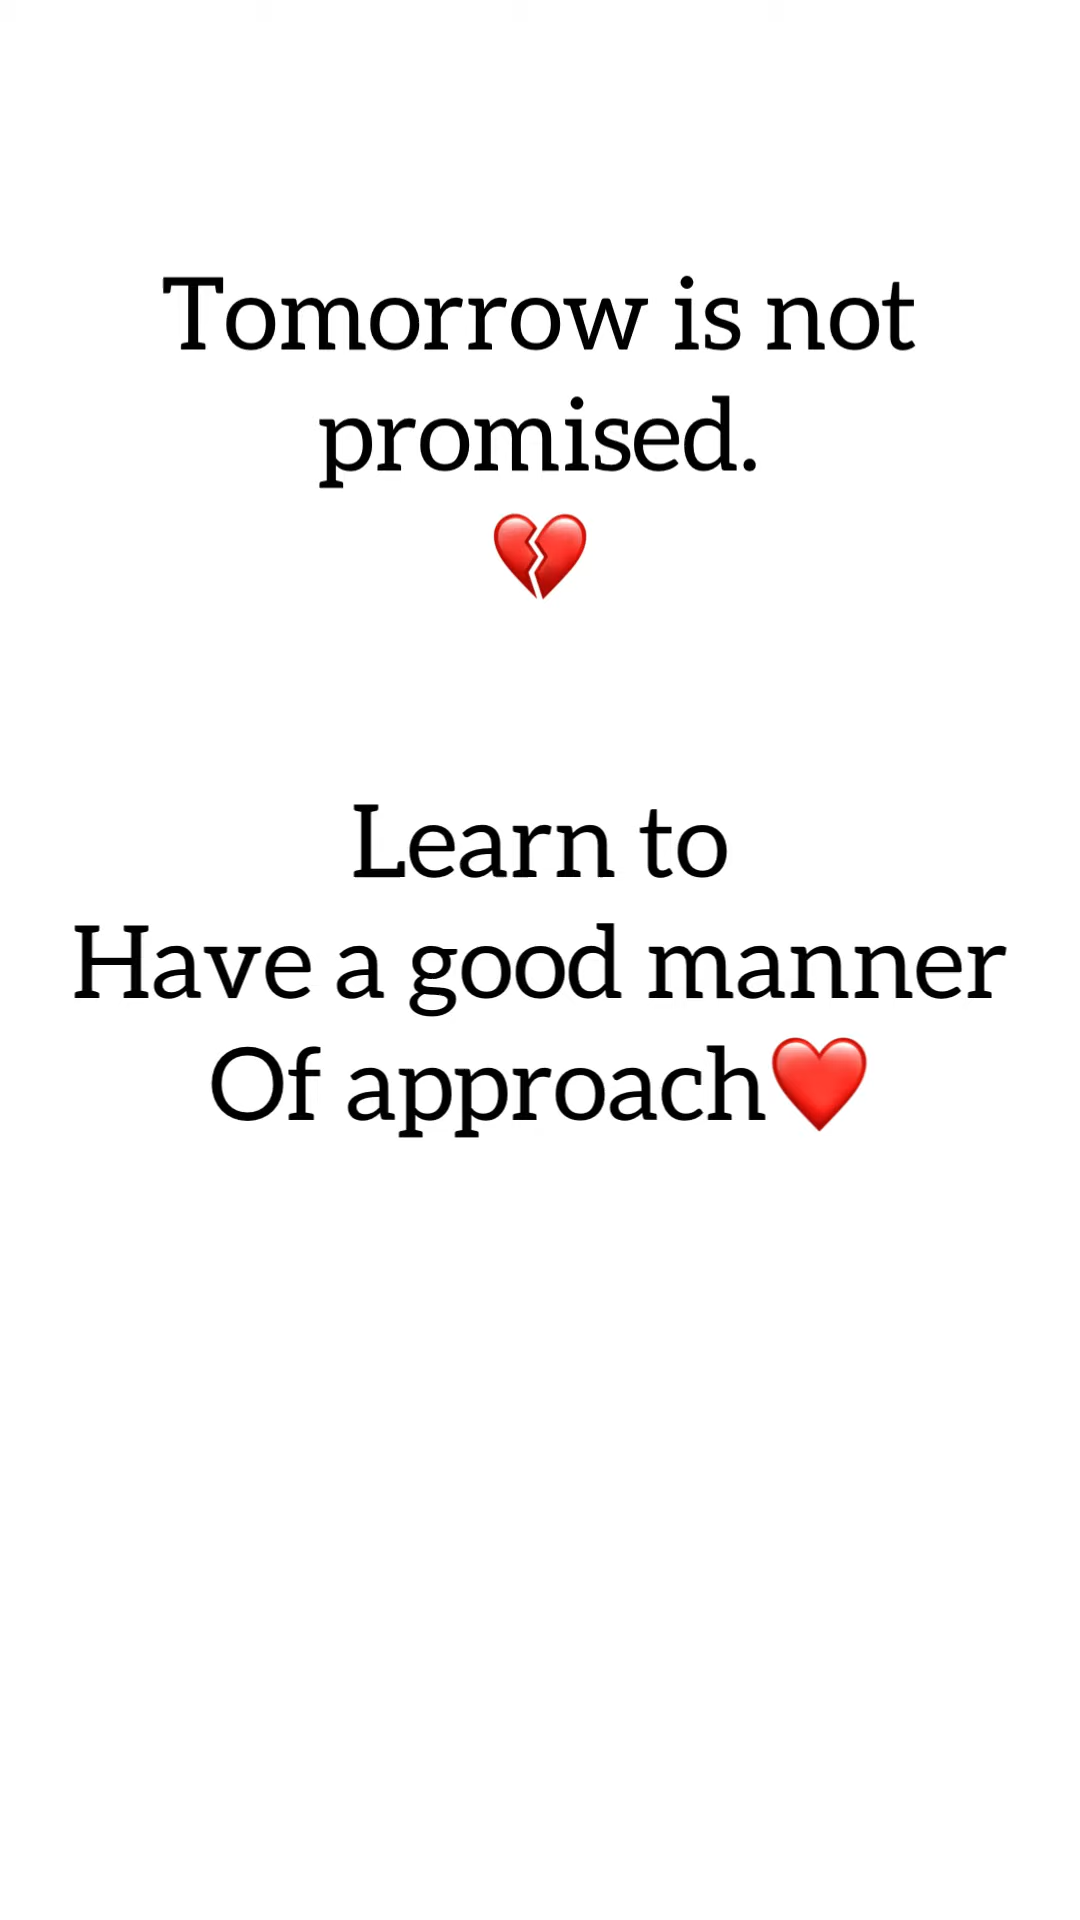 Tomorrow is not
promised.
💔
Learn to
Have a good manner
Of approach❤️